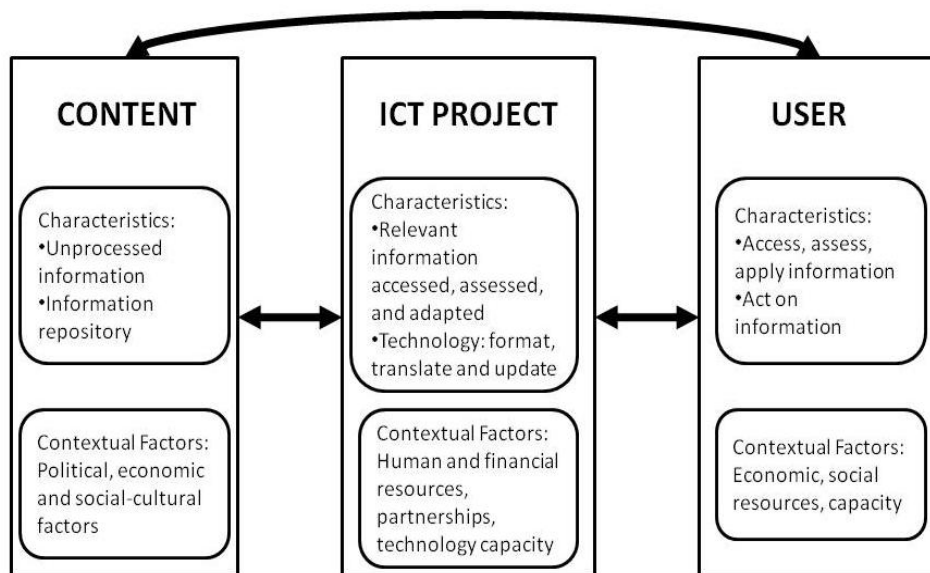 CONTENT
Characteristics:
•Unprocessed
information
•Information
repository
Contextual Factors:
Political, economic
and social-cultural
factors
ICT PROJECT
Characteristics:
•Relevant
information
accessed, assessed,
and adapted
•Technology: format,
translate and update
Contextual Factors:
Human and financial
resources,
partnerships,
technology capacity
USER
Characteristics:
•Access, assess,
apply information
•Act on
information
Contextual Factors:
Economic, social
resources, capacity